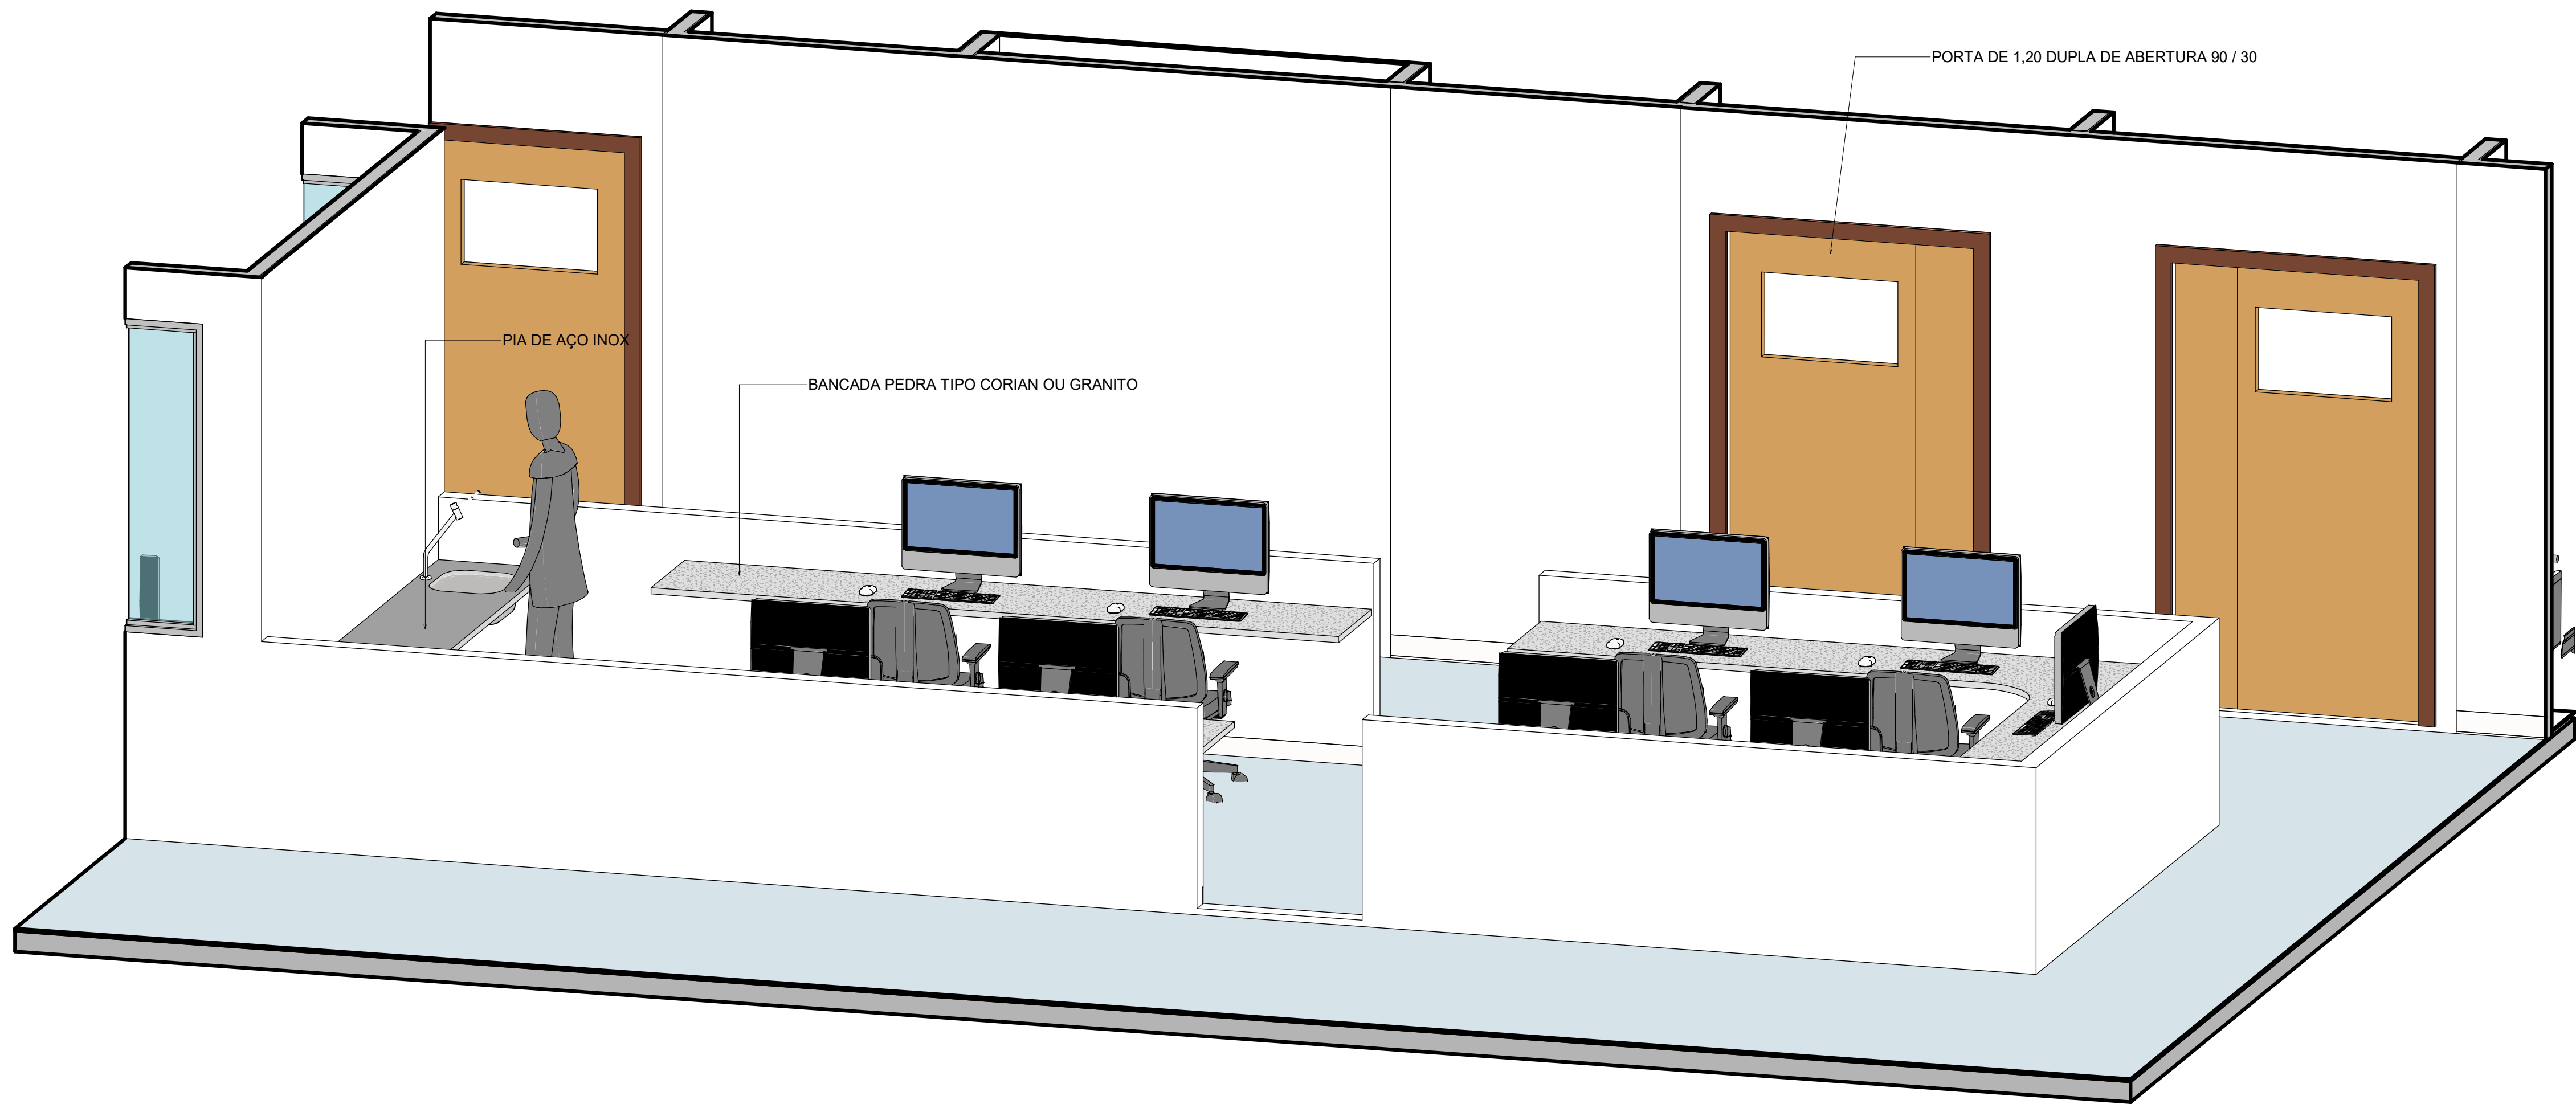 PORTA DE 1,20 DUPLA DE ABERTURA 90 / 30
PIA DE AÇO INOX
BANCADA PEDRA TIPO CORIAN OU GRANITO